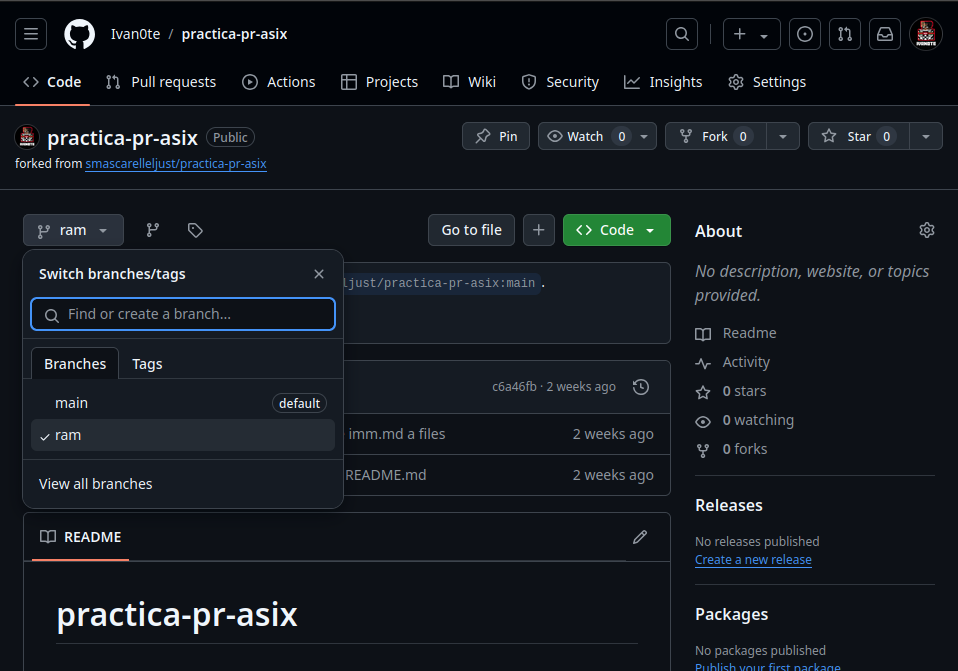 Ivan0te / practica-pr-asix
Code Pull requests Actions Projects Wiki Security Insights Settings
practica-pr-asix Public Pin Watch 0 Fork 0 Star 0
forked from smascarelleljust/practica-pr-asix
ram Go to file Code About
Switch branches/tags
ljust/practica-pr-asix:main .
No description, website, or topics
provided.
Find or create a branch...
Readme
Branches Tags
Activity
c6a46fb · 2 weeks ago
0 stars
main default
0 watching
ram
imm.md a files 2 weeks ago
0 forks
README.md 2 weeks ago
View all branches
Releases
README
No releases published
Create a new release
practica-pr-asix
Packages
No packages published
Publish your first package